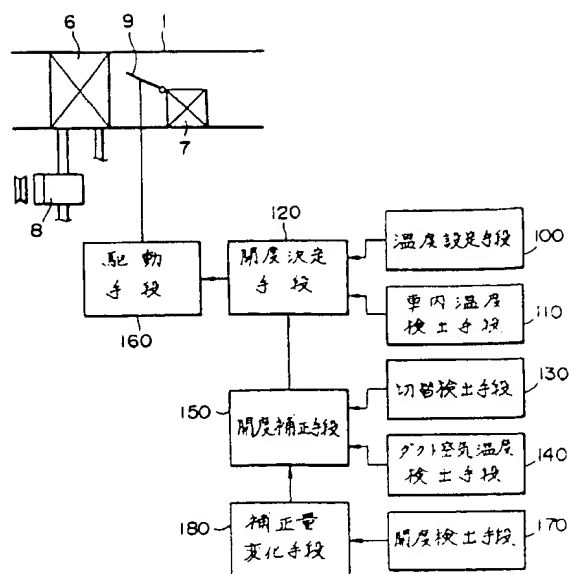 6
9
1
7
8
120
温度設定手段
100
開度決定
手段
駆動
手段
160
車内温度
検出手段
110
切替検出手段
130
150
開度補正手段
ダクト空気温度
検出手段
140
補正量
変化手段
180
開度検出手段
170